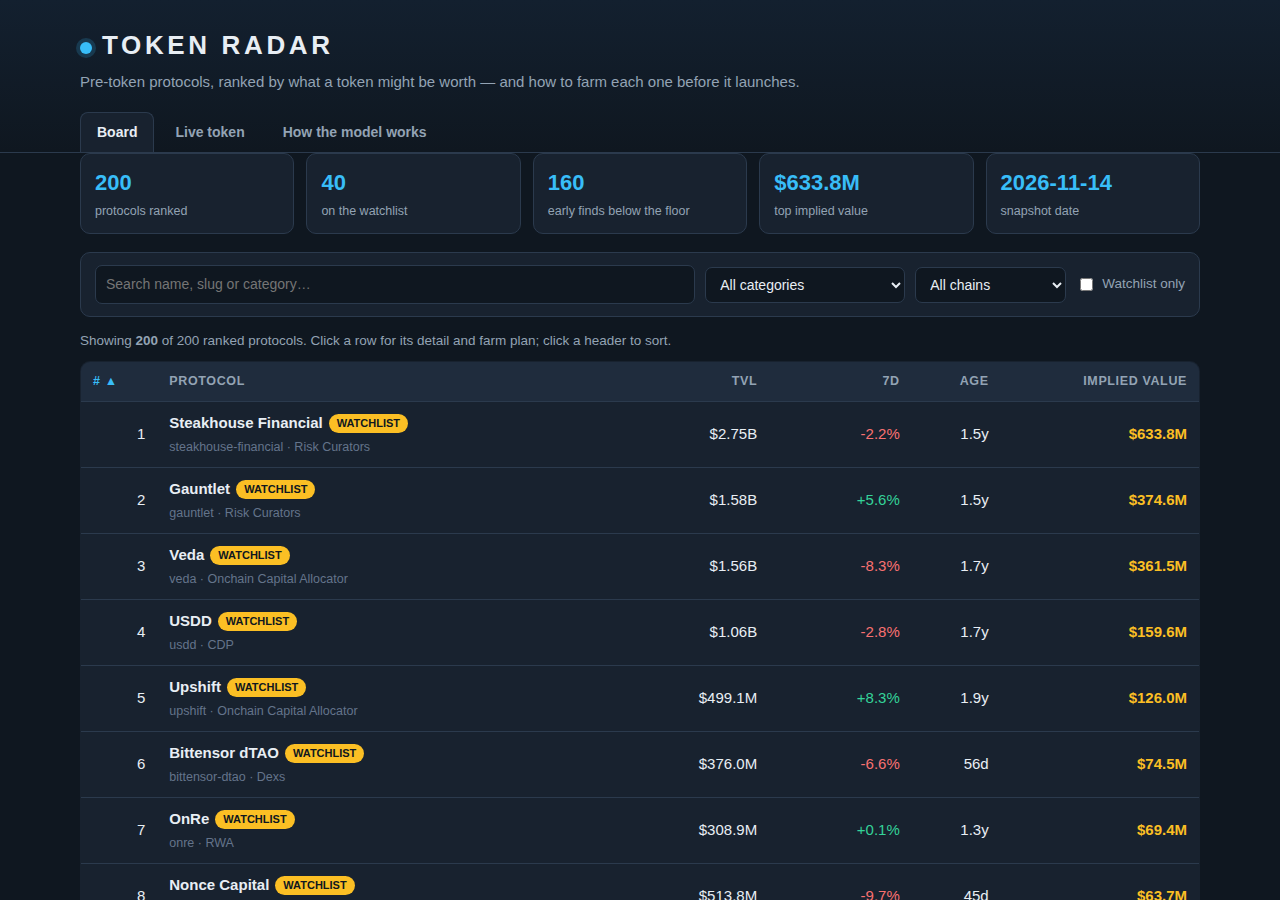 TOKEN RADAR
Pre-token protocols, ranked by what a token might be worth — and how to farm each one before it launches.
Board Live token How the model works
200 40 160 $633.8M 2026-11-14
protocols ranked on the watchlist early finds below the floor top implied value snapshot date
Search name, slug or category… All categories All chains Watchlist only
Showing 200 of 200 ranked protocols. Click a row for its detail and farm plan; click a header to sort.
# ▲ PROTOCOL TVL 7D AGE IMPLIED VALUE
1 Steakhouse Financial WATCHLIST $2.75B -2.2% 1.5y $633.8M
steakhouse-financial · Risk Curators
2 Gauntlet WATCHLIST $1.58B +5.6% 1.5y $374.6M
gauntlet · Risk Curators
3 Veda WATCHLIST $1.56B -8.3% 1.7y $361.5M
veda · Onchain Capital Allocator
4 USDD WATCHLIST $1.06B -2.8% 1.7y $159.6M
usdd · CDP
5 Upshift WATCHLIST $499.1M +8.3% 1.9y $126.0M
upshift · Onchain Capital Allocator
6 Bittensor dTAO WATCHLIST $376.0M -6.6% 56d $74.5M
bittensor-dtao · Dexs
7 OnRe WATCHLIST $308.9M +0.1% 1.3y $69.4M
onre · RWA
8 Nonce Capital WATCHLIST $513.8M -9.7% 45d $63.7M